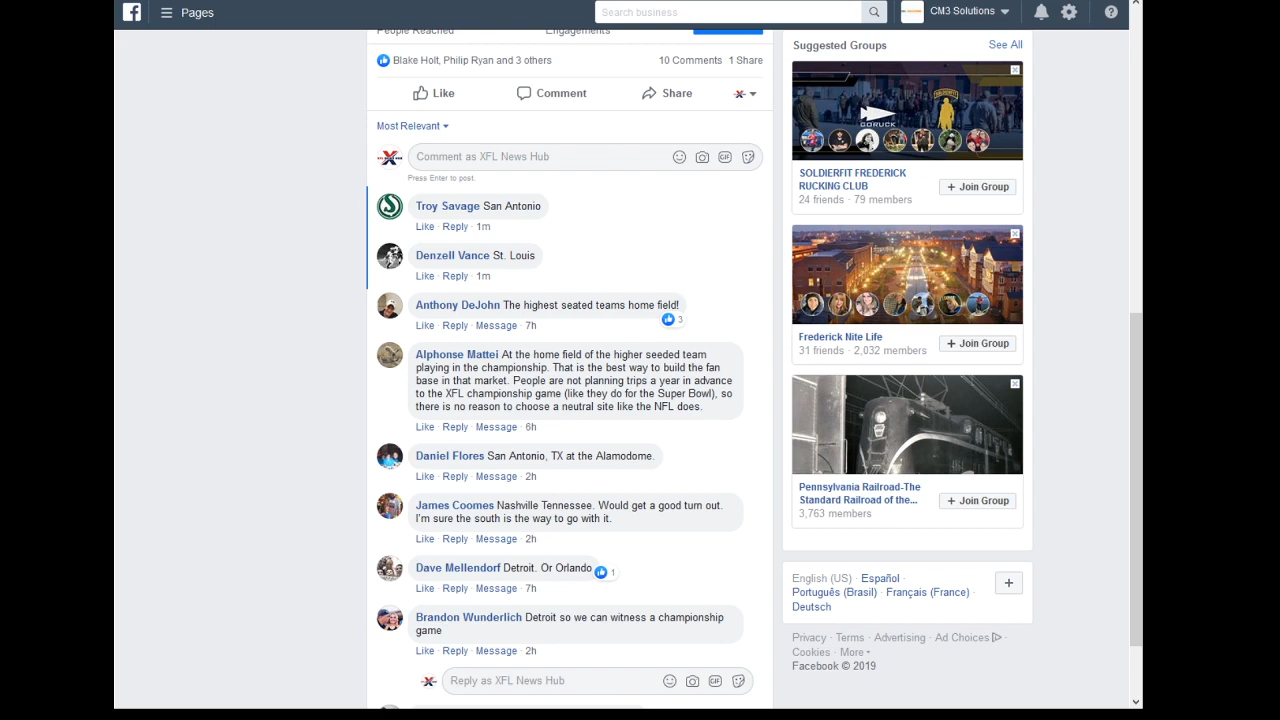 Pages
Search business
CM3 Solutions
People Reached
Engagements
Blake Holt, Philip Ryan and 3 others
10 Comments 1 Share
Like
Comment
Share
Most Relevant
Comment as XFL News Hub
GIF
Press Enter to post.
Troy Savage San Antonio
Like · Reply · 1m
Denzell Vance St. Louis
Like · Reply · 1m
Anthony DeJohn The highest seated teams home field!
3
Like · Reply · Message · 7h
Alphonse Mattei At the home field of the higher seeded team
playing in the championship. That is the best way to build the fan
base in that market. People are not planning trips a year in advance
to the XFL championship game (like they do for the Super Bowl), so
there is no reason to choose a neutral site like the NFL does.
Like · Reply · Message · 6h
Daniel Flores San Antonio, TX at the Alamodome.
Like · Reply · Message · 2h
James Coomes Nashville Tennessee. Would get a good turn out.
I'm sure the south is the way to go with it.
Like · Reply · Message · 2h
Dave Mellendorf Detroit. Or Orlando
1
Like · Reply · Message · 7h
Brandon Wunderlich Detroit so we can witness a championship
game
Like · Reply · Message · 2h
Reply as XFL News Hub
GIF
Suggested Groups
See All
GORUCK
SOLDIERFIT FREDERICK
RUCKING CLUB
+ Join Group
24 friends · 79 members
Frederick Nite Life
+ Join Group
31 friends · 2,032 members
Pennsylvania Railroad-The
Standard Railroad of the...
+ Join Group
3,763 members
English (US) · Español ·
Português (Brasil) · Français (France) ·
Deutsch
+
Privacy · Terms · Advertising · Ad Choices ·
Cookies · More
Facebook © 2019